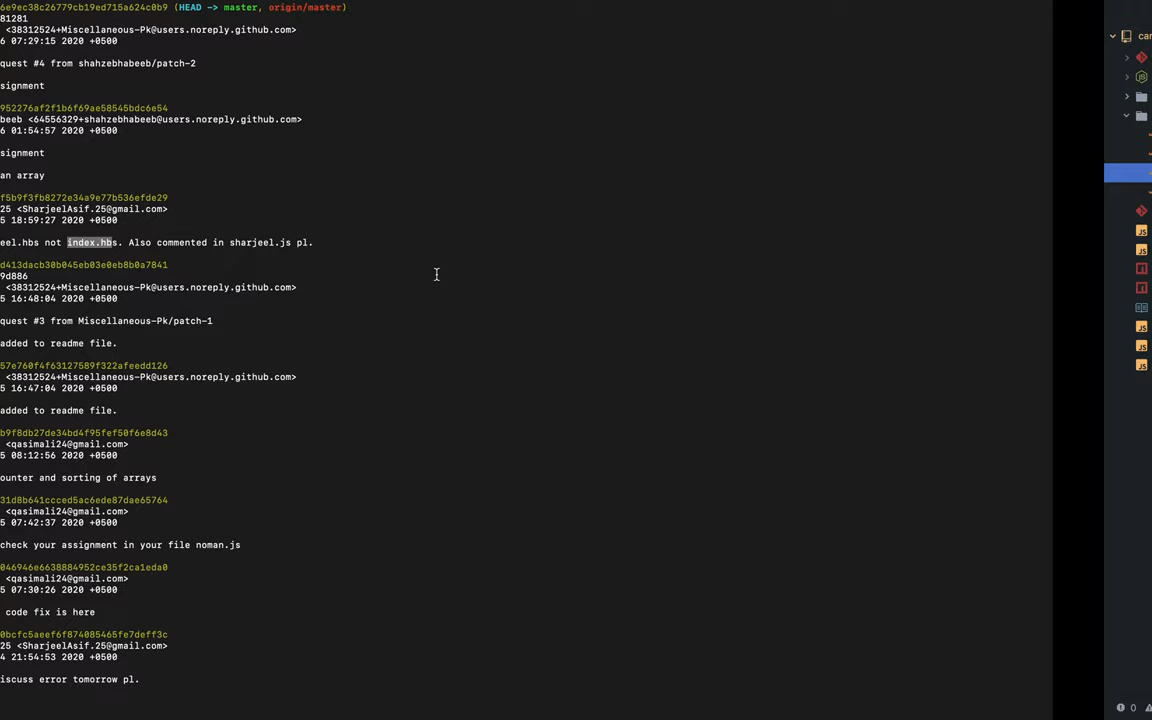 6e9ec38c26779cb19ed715a624c0b9 (HEAD -> master, origin/master)
81281
<38312524+Miscellaneous-Pk@users.noreply.github.com>
6 07:29:15 2020 +0500
quest #4 from shahzebhabeeb/patch-2
signment
952276af2f1b6f69ae58545bdc6e54
beeb <64556329+shahzebhabeeb@users.noreply.github.com>
6 01:54:57 2020 +0500
signment
an array
f5b9f3fb8272e34a9e77b536efde29
25 <SharjeelAsif.25@gmail.com>
5 18:59:27 2020 +0500
eel.hbs not index.hbs. Also commented in sharjeel.js pl.
d413dacb30b045eb03e0eb8b0a7841
9d886
<38312524+Miscellaneous-Pk@users.noreply.github.com>
5 16:48:04 2020 +0500
quest #3 from Miscellaneous-Pk/patch-1
added to readme file.
57e760f4f63127589f322afeedd126
<38312524+Miscellaneous-Pk@users.noreply.github.com>
5 16:47:04 2020 +0500
added to readme file.
b9f8db27de34bd4f95fef50f6e8d43
<qasimali24@gmail.com>
5 08:12:56 2020 +0500
ounter and sorting of arrays
31d8b641ccced5ac6ede87dae65764
<qasimali24@gmail.com>
5 07:42:37 2020 +0500
check your assignment in your file noman.js
046946e6638884952ce35f2ca1eda0
<qasimali24@gmail.com>
5 07:30:26 2020 +0500
code fix is here
0bcfc5aeef6f874085465fe7deff3c
25 <SharjeelAsif.25@gmail.com>
4 21:54:53 2020 +0500
iscuss error tomorrow pl.
car
JS
JS
JS
JS
JS
JS
0